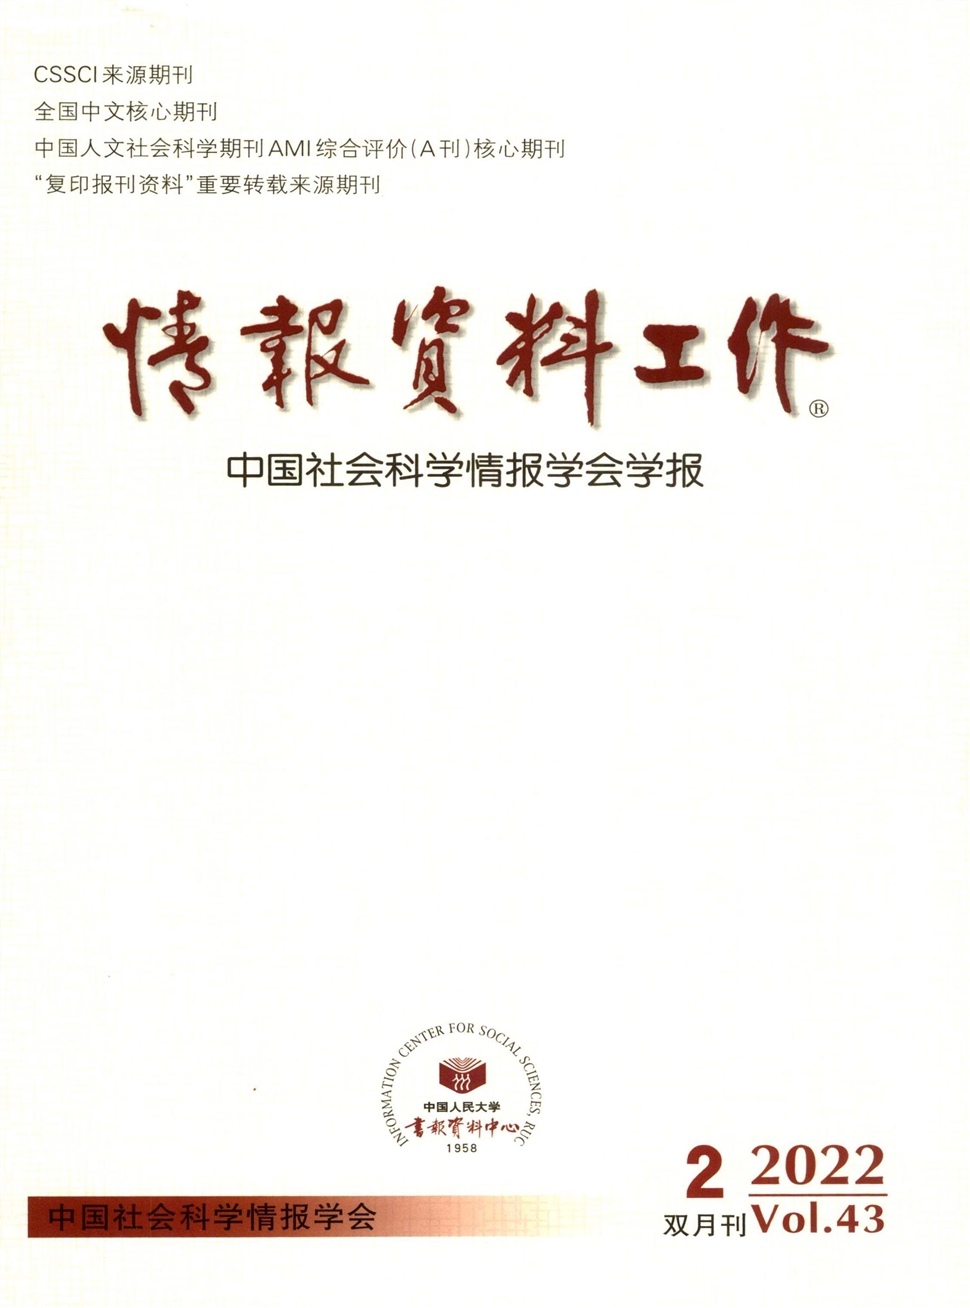 CSSCI来源期刊
全国中文核心期刊
中国人文社会科学期刊AMI综合评价(A刊)核心期刊
“复印报刊资料”重要转载来源期刊
情報資料工作®
中国社会科学情报学会学报
INFORMATION CENTER FOR SOCIAL SCIENCES, RUC
中国人民大学
書報資料中心
1958
中国社会科学情报学会
2 2022
双月刊 Vol.43